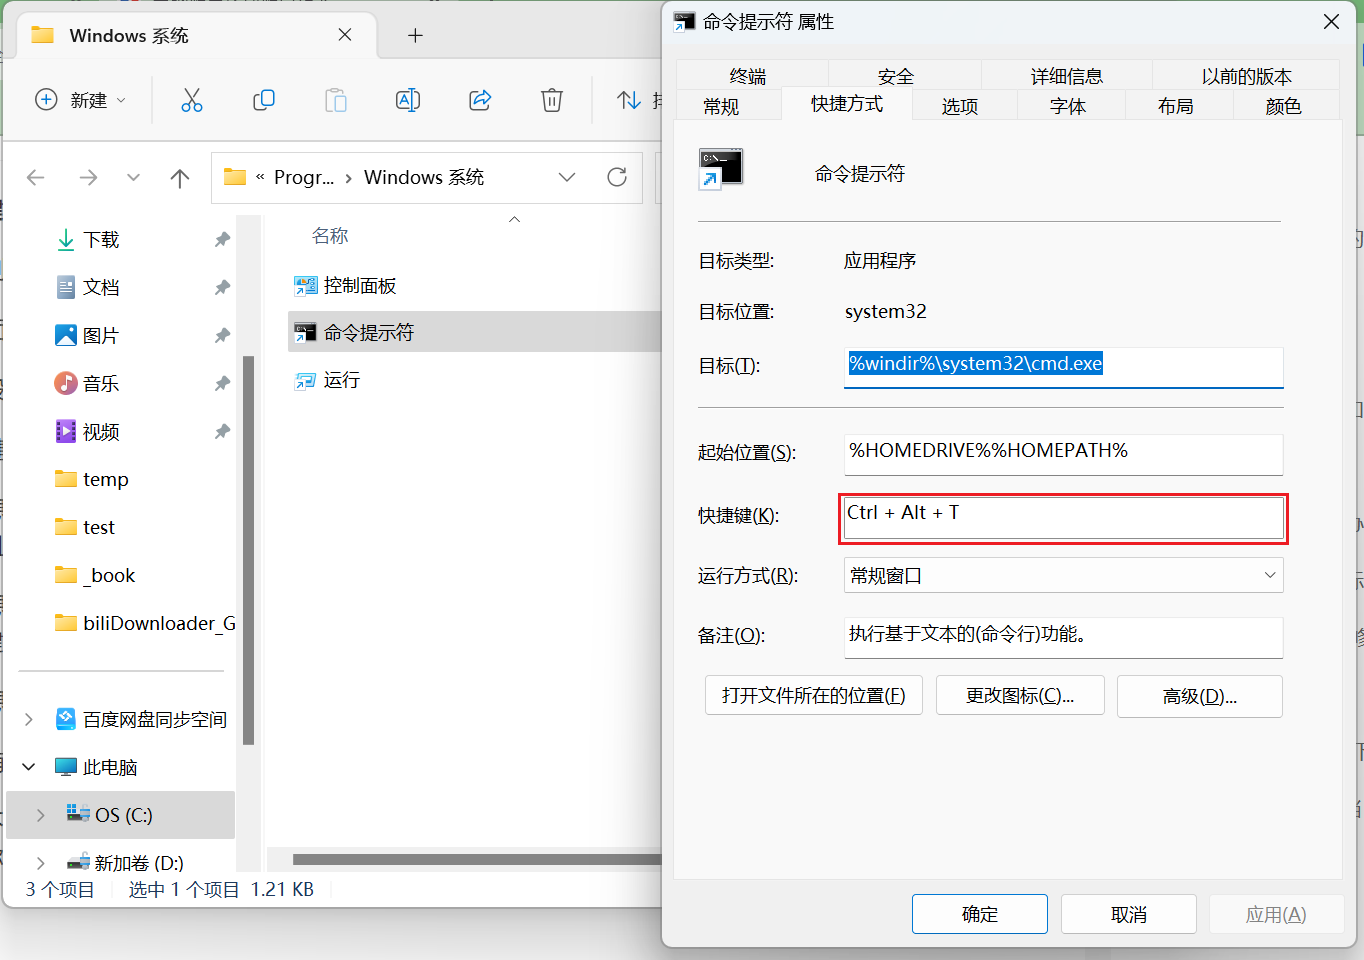 Windows 系统
新建
« Progr... › Windows 系统
下载
文档
图片
音乐
视频
temp
test
_book
biliDownloader_G
百度网盘同步空间
此电脑
OS (C:)
新加卷 (D:)
名称
控制面板
命令提示符
运行
3 个项目
选中 1 个项目 1.21 KB
命令提示符 属性
终端
安全
详细信息
以前的版本
常规
快捷方式
选项
字体
布局
颜色
命令提示符
目标类型:
应用程序
目标位置:
system32
目标(T):
%windir%\system32\cmd.exe
起始位置(S):
%HOMEDRIVE%%HOMEPATH%
快捷键(K):
Ctrl + Alt + T
运行方式(R):
常规窗口
备注(O):
执行基于文本的(命令行)功能。
打开文件所在的位置(F)
更改图标(C)...
高级(D)...
确定
取消
应用(A)